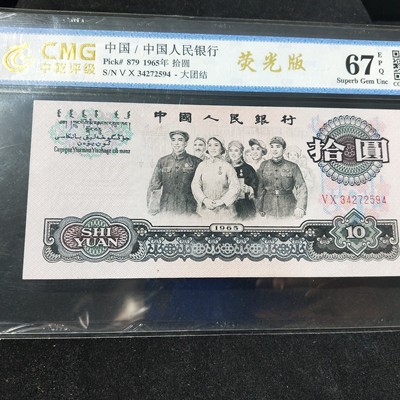 CMG
中冠评级
中国 / 中国人民银行
Pick# 879 1965年 拾圆
S/N V X 34272594 - 大团结
荧光版
67 EPQ
Superb Gem Unc
中國人民銀行
拾圓
VX 34272594
SHI
YUAN
1965
10